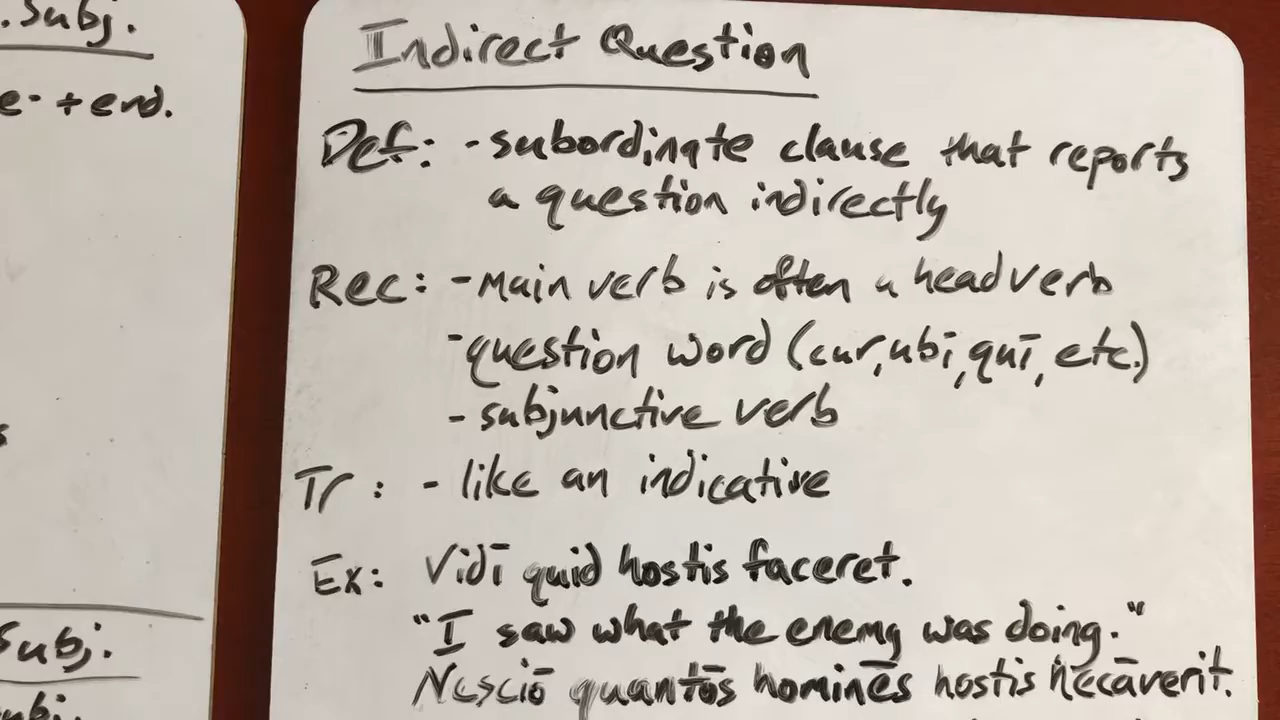 . Subj.
e- + end.
s
Subj.
subj.
Indirect Question
Def: - subordinate clause that reports
a question indirectly
Rec: - main verb is often a head verb
- question word (cur, ubi, quī, etc.)
- subjunctive verb
Tr: - like an indicative
Ex: Vidī quid hostis faceret.
"I saw what the enemy was doing."
Nesciō quantōs hominēs hostis necāverit.